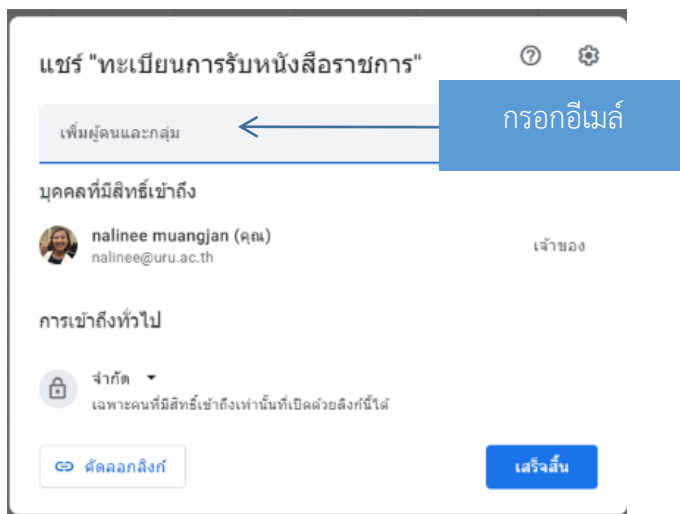 แชร์ "ทะเบียนการรับหนังสือราชการ"
กรอกอีเมล์
เพิ่มผู้คนและกลุ่ม
บุคคลที่มีสิทธิ์เข้าถึง
nalinee muangjan (คุณ)
nalinee@uru.ac.th
เจ้าของ
การเข้าถึงทั่วไป
จำกัด
เฉพาะคนที่มีสิทธิ์เข้าถึงเท่านั้นที่เปิดด้วยลิงก์นี้ได้
คัดลอกลิงก์
เสร็จสิ้น